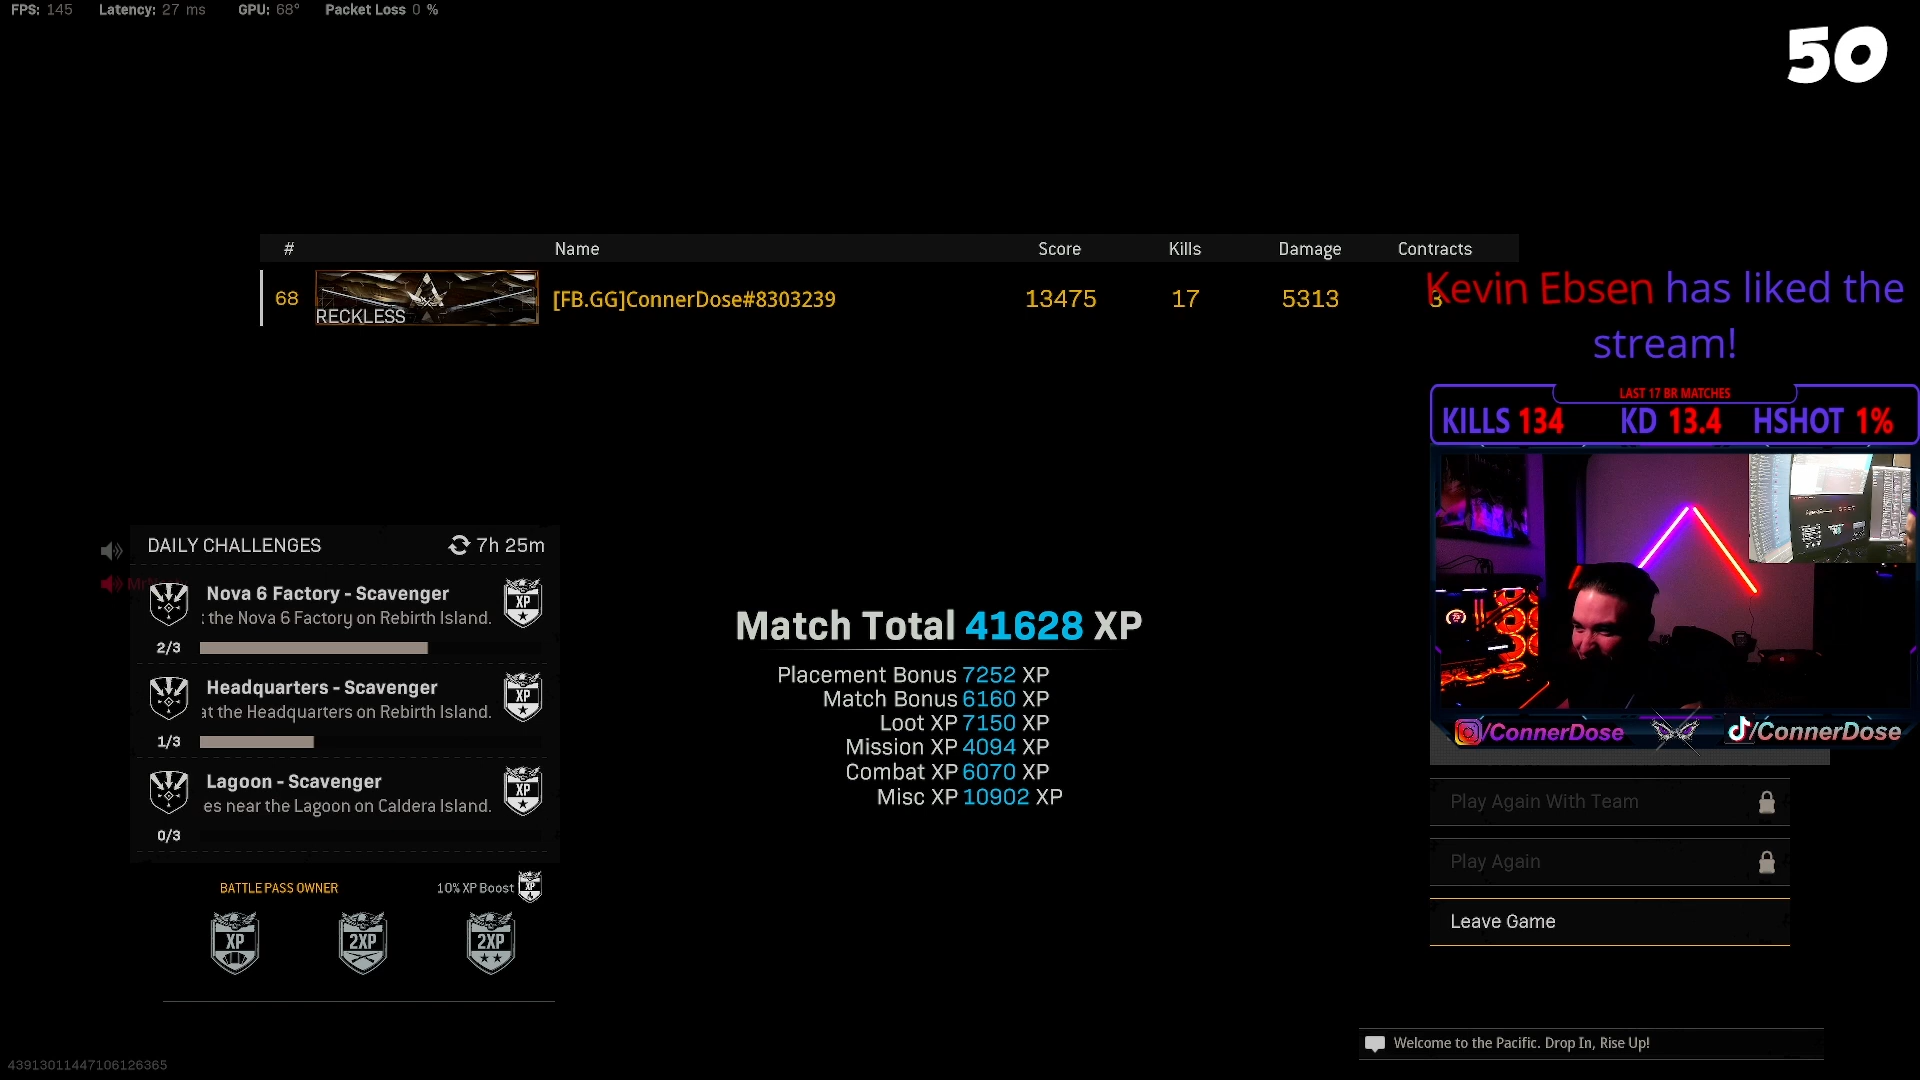 FPS: 145 Latency: 27 ms GPU: 68° Packet Loss 0 %
50
# Name Score Kills Damage Contracts
68 RECKLESS [FB.GG]ConnerDose#8303239 13475 17 5313 3
Kevin Ebsen has liked the
stream!
LAST 17 BR MATCHES
KILLS 134 KD 13.4 HSHOT 1%
DAILY CHALLENGES 7h 25m
Nova 6 Factory - Scavenger XP
: the Nova 6 Factory on Rebirth Island.
2/3
Headquarters - Scavenger XP
at the Headquarters on Rebirth Island.
1/3
Lagoon - Scavenger XP
es near the Lagoon on Caldera Island.
0/3
BATTLE PASS OWNER 10% XP Boost XP
XP 2XP 2XP
Match Total 41628 XP
Placement Bonus 7252 XP
Match Bonus 6160 XP
Loot XP 7150 XP
Mission XP 4094 XP
Combat XP 6070 XP
Misc XP 10902 XP
/ConnerDose /ConnerDose
Play Again With Team
Play Again
Leave Game
Welcome to the Pacific. Drop In, Rise Up!
43913011447106126365